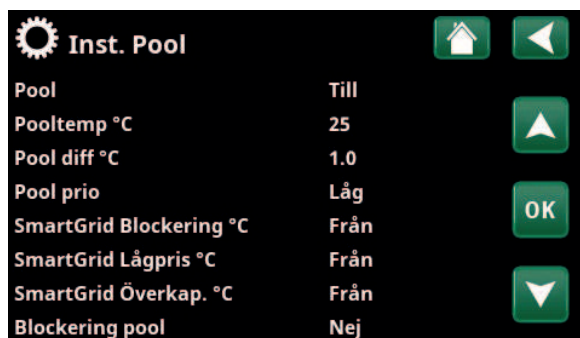 Inst. Pool
Pool Till
Pooltemp °C 25
Pool diff °C 1.0
Pool prio Låg
OK
SmartGrid Blockering °C Från
SmartGrid Lågpris °C Från
SmartGrid Överkap. °C Från
Blockering pool Nej